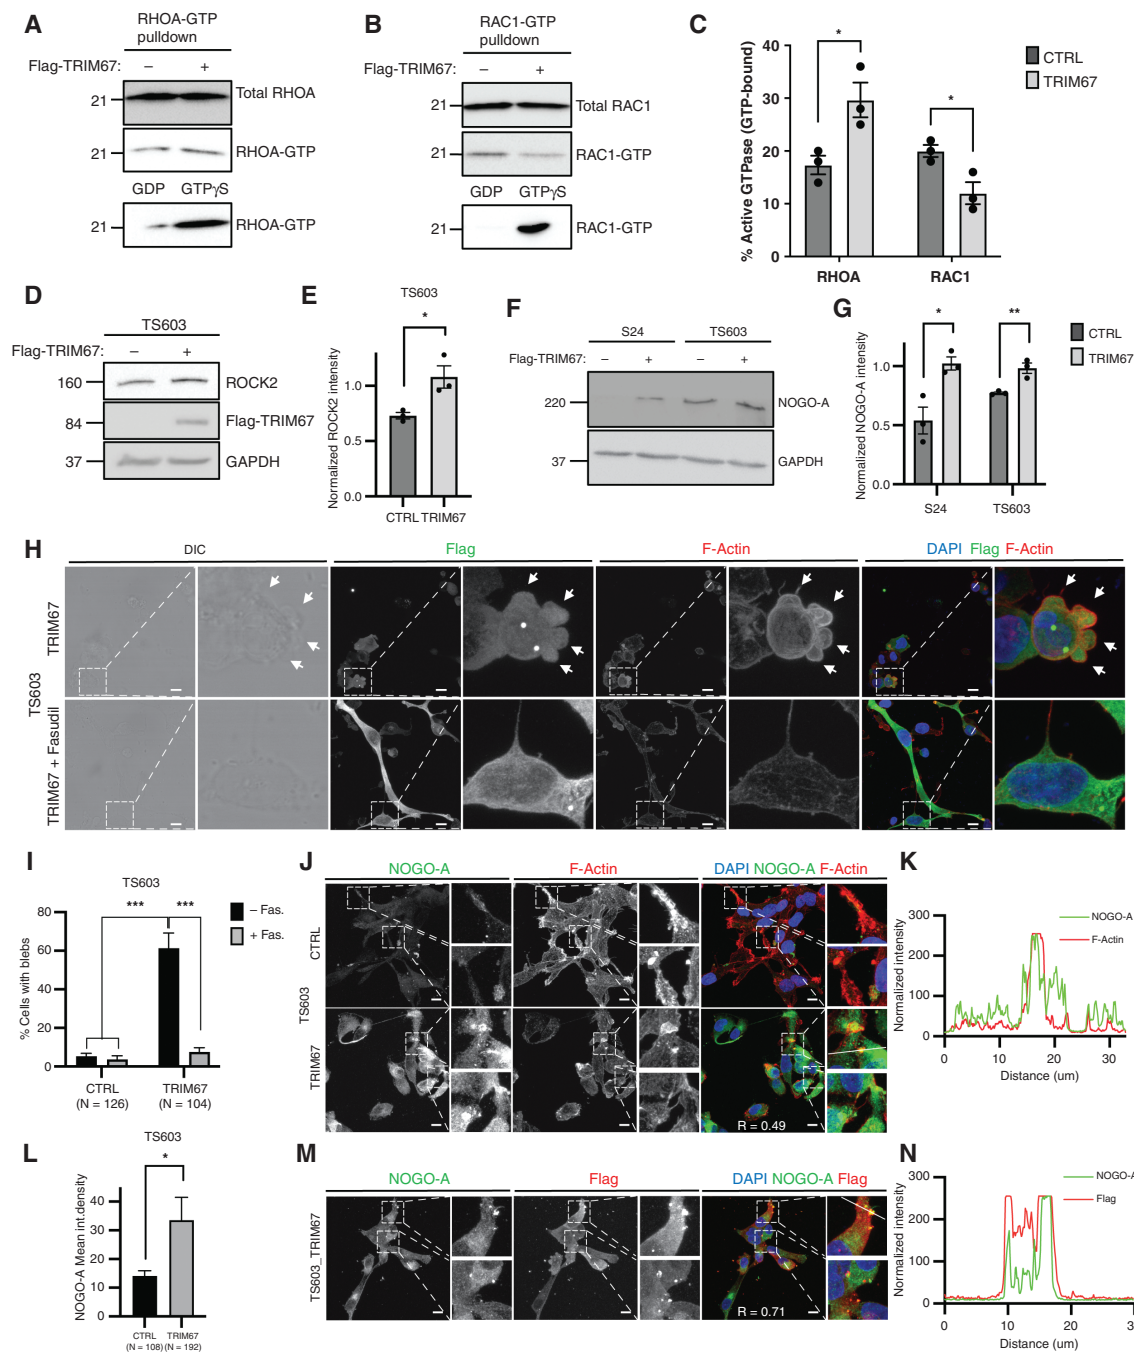 A
RHOA-GTP
pulldown
Flag-TRIM67: – +
21 Total RHOA
21 RHOA-GTP
GDP GTPγS
21 RHOA-GTP
B
RAC1-GTP
pulldown
Flag-TRIM67: – +
21 Total RAC1
21 RAC1-GTP
GDP GTPγS
21 RAC1-GTP
C
% Active GTPase (GTP-bound)
40
30
20
10
0
* *
RHOA RAC1
CTRL
TRIM67
D
TS603
Flag-TRIM67: – +
160 ROCK2
84 Flag-TRIM67
37 GAPDH
E
TS603
*
Normalized ROCK2 intensity
1.0
0.5
0.0
CTRL TRIM67
F
S24 TS603
Flag-TRIM67: – + – +
220 NOGO-A
37 GAPDH
G
Normalized NOGO-A intensity
* **
1.0
0.5
0.0
S24 TS603
CTRL
TRIM67
H
DIC Flag F-Actin DAPI Flag F-Actin
TS603
TRIM67
TRIM67 + Fasudil
I
TS603
*** ***
– Fas.
+ Fas.
% Cells with blebs
80
60
40
20
0
CTRL TRIM67
(N = 126) (N = 104)
J
NOGO-A F-Actin DAPI NOGO-A F-Actin
TS603
CTRL
TRIM67
R = 0.49
K
NOGO-A
F-Actin
Normalized intensity
300
200
100
0
0 10 20 30
Distance (um)
L
TS603
*
NOGO-A Mean int.density
40
30
20
10
0
CTRL TRIM67
(N = 108) (N = 192)
M
NOGO-A Flag DAPI NOGO-A Flag
TS603_TRIM67
R = 0.71
N
NOGO-A
Flag
Normalized intensity
300
200
100
0
0 10 20 30
Distance (um)